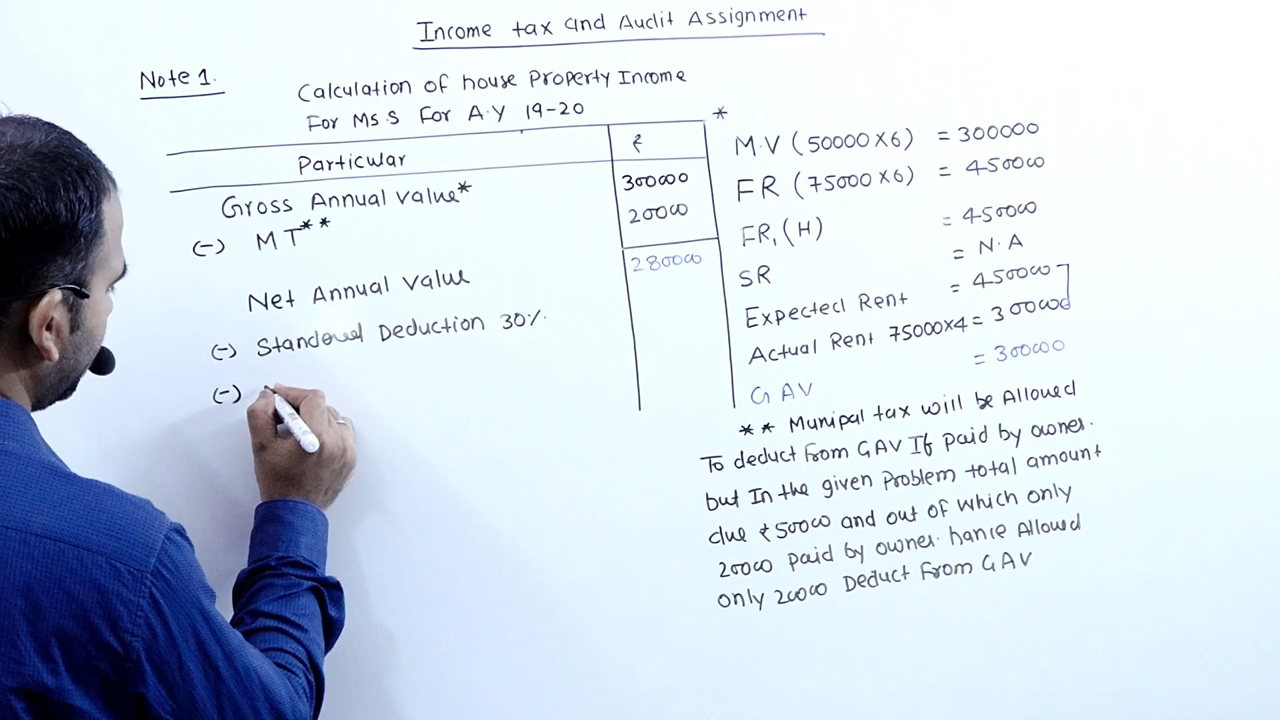 Income tax and Audit Assignment
Note 1.
Calculation of house Property Income
For Ms.S For A.Y 19-20
Particular ₹
Gross Annual value* 300000
(-) MT** 20000
280000
Net Annual value
(-) Standered Deduction 30%.
(-)
*
M.V (50000X6) = 300000
FR (75000X6) = 450000
FR, (H) = 450000
SR = N.A
Expected Rent = 450000
Actual Rent 75000x4 = 300000
GAV = 300000
** Munipal tax will be Allowed
To deduct from GAV If paid by owner.
but In the given Problem total amount
due ₹50000 and out of which only
20000 paid by owner. hance Allowed
only 20000 Deduct From GAV